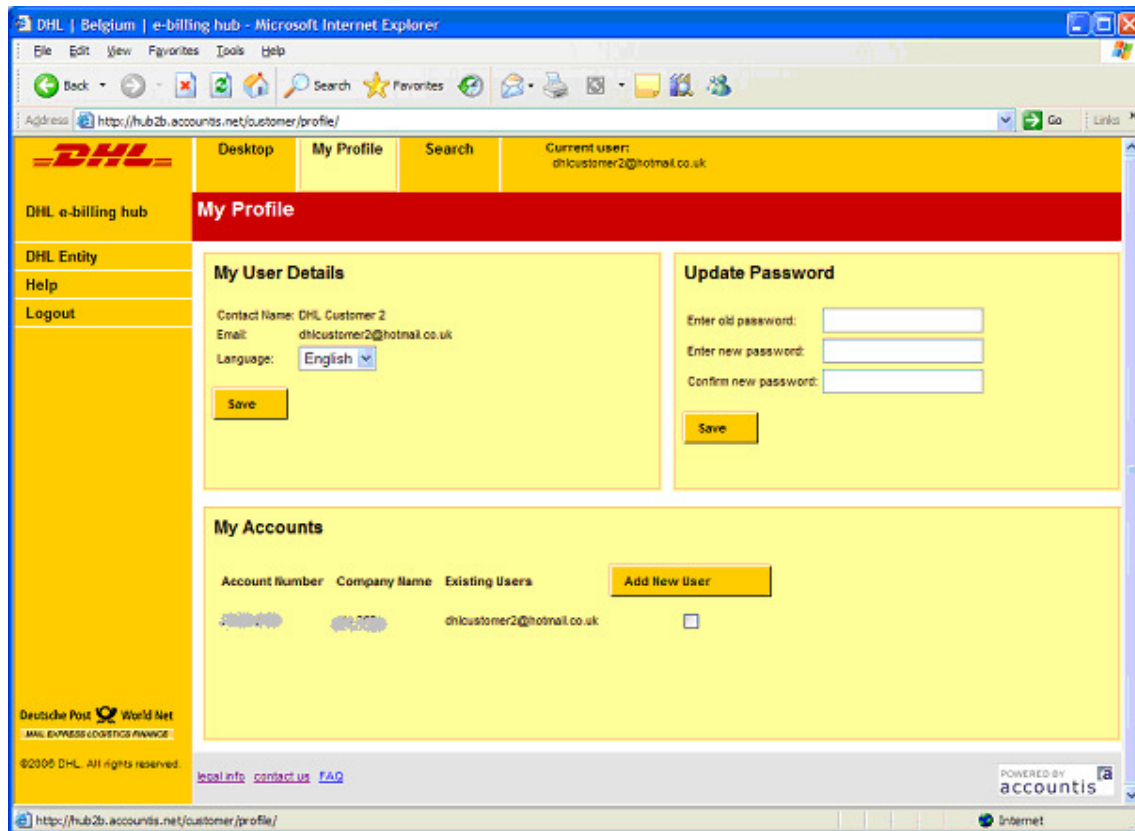 DHL | Belgium | e-billing hub - Microsoft Internet Explorer
File Edit View Favorites Tools Help
Back Search Favorites
Address http://hub2b.accountis.net/customer/profile/ Go Links
DHL Desktop My Profile Search Current user:
dhlcustomer2@hotmail.co.uk
DHL e-billing hub My Profile
DHL Entity
Help
Logout
My User Details
Contact Name: DHL Customer 2
Email: dhlcustomer2@hotmail.co.uk
Language: English
Save
Update Password
Enter old password:
Enter new password:
Confirm new password:
Save
My Accounts
Account Number Company Name Existing Users Add New User
dhlcustomer2@hotmail.co.uk
Deutsche Post World Net
MAIL EXPRESS LOGISTICS FINANCE
©2006 DHL. All rights reserved.
legal info contact us FAQ
POWERED BY
accountis
http://hub2b.accountis.net/customer/profile/ Internet